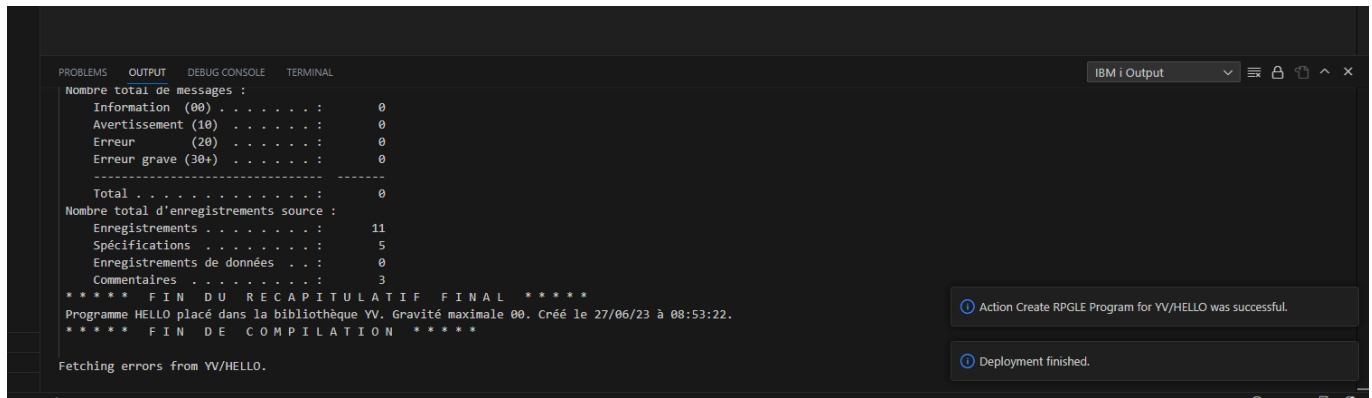 PROBLEMS OUTPUT DEBUG CONSOLE TERMINAL IBM i Output
Nombre total de messages :
Information (00) . . . . . . . : 0
Avertissement (10) . . . . . . : 0
Erreur (20) . . . . . . : 0
Erreur grave (30+) . . . . . . : 0
--------------------------------- -------
Total . . . . . . . . . . . . . : 0
Nombre total d'enregistrements source :
Enregistrements . . . . . . . . : 11
Spécifications . . . . . . . . : 5
Enregistrements de données . . : 0
Commentaires . . . . . . . . . : 3
* * * * * F I N D U R E C A P I T U L A T I F F I N A L * * * * *
Programme HELLO placé dans la bibliothèque YV. Gravité maximale 00. Créé le 27/06/23 à 08:53:22.
* * * * * F I N D E C O M P I L A T I O N * * * * *
Fetching errors from YV/HELLO.
Action Create RPGLE Program for YV/HELLO was successful.
Deployment finished.